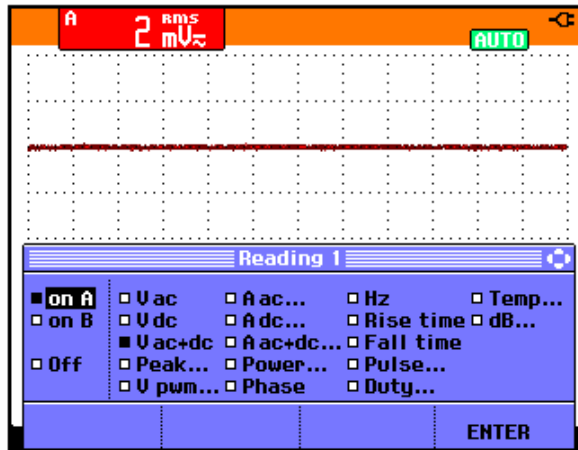 A 2 rms mV≂
AUTO
Reading 1
on A V ac A ac... Hz Temp...
on B V dc A dc... Rise time dB...
V ac+dc A ac+dc... Fall time
Off Peak... Power... Pulse...
V pwm... Phase Duty...
ENTER